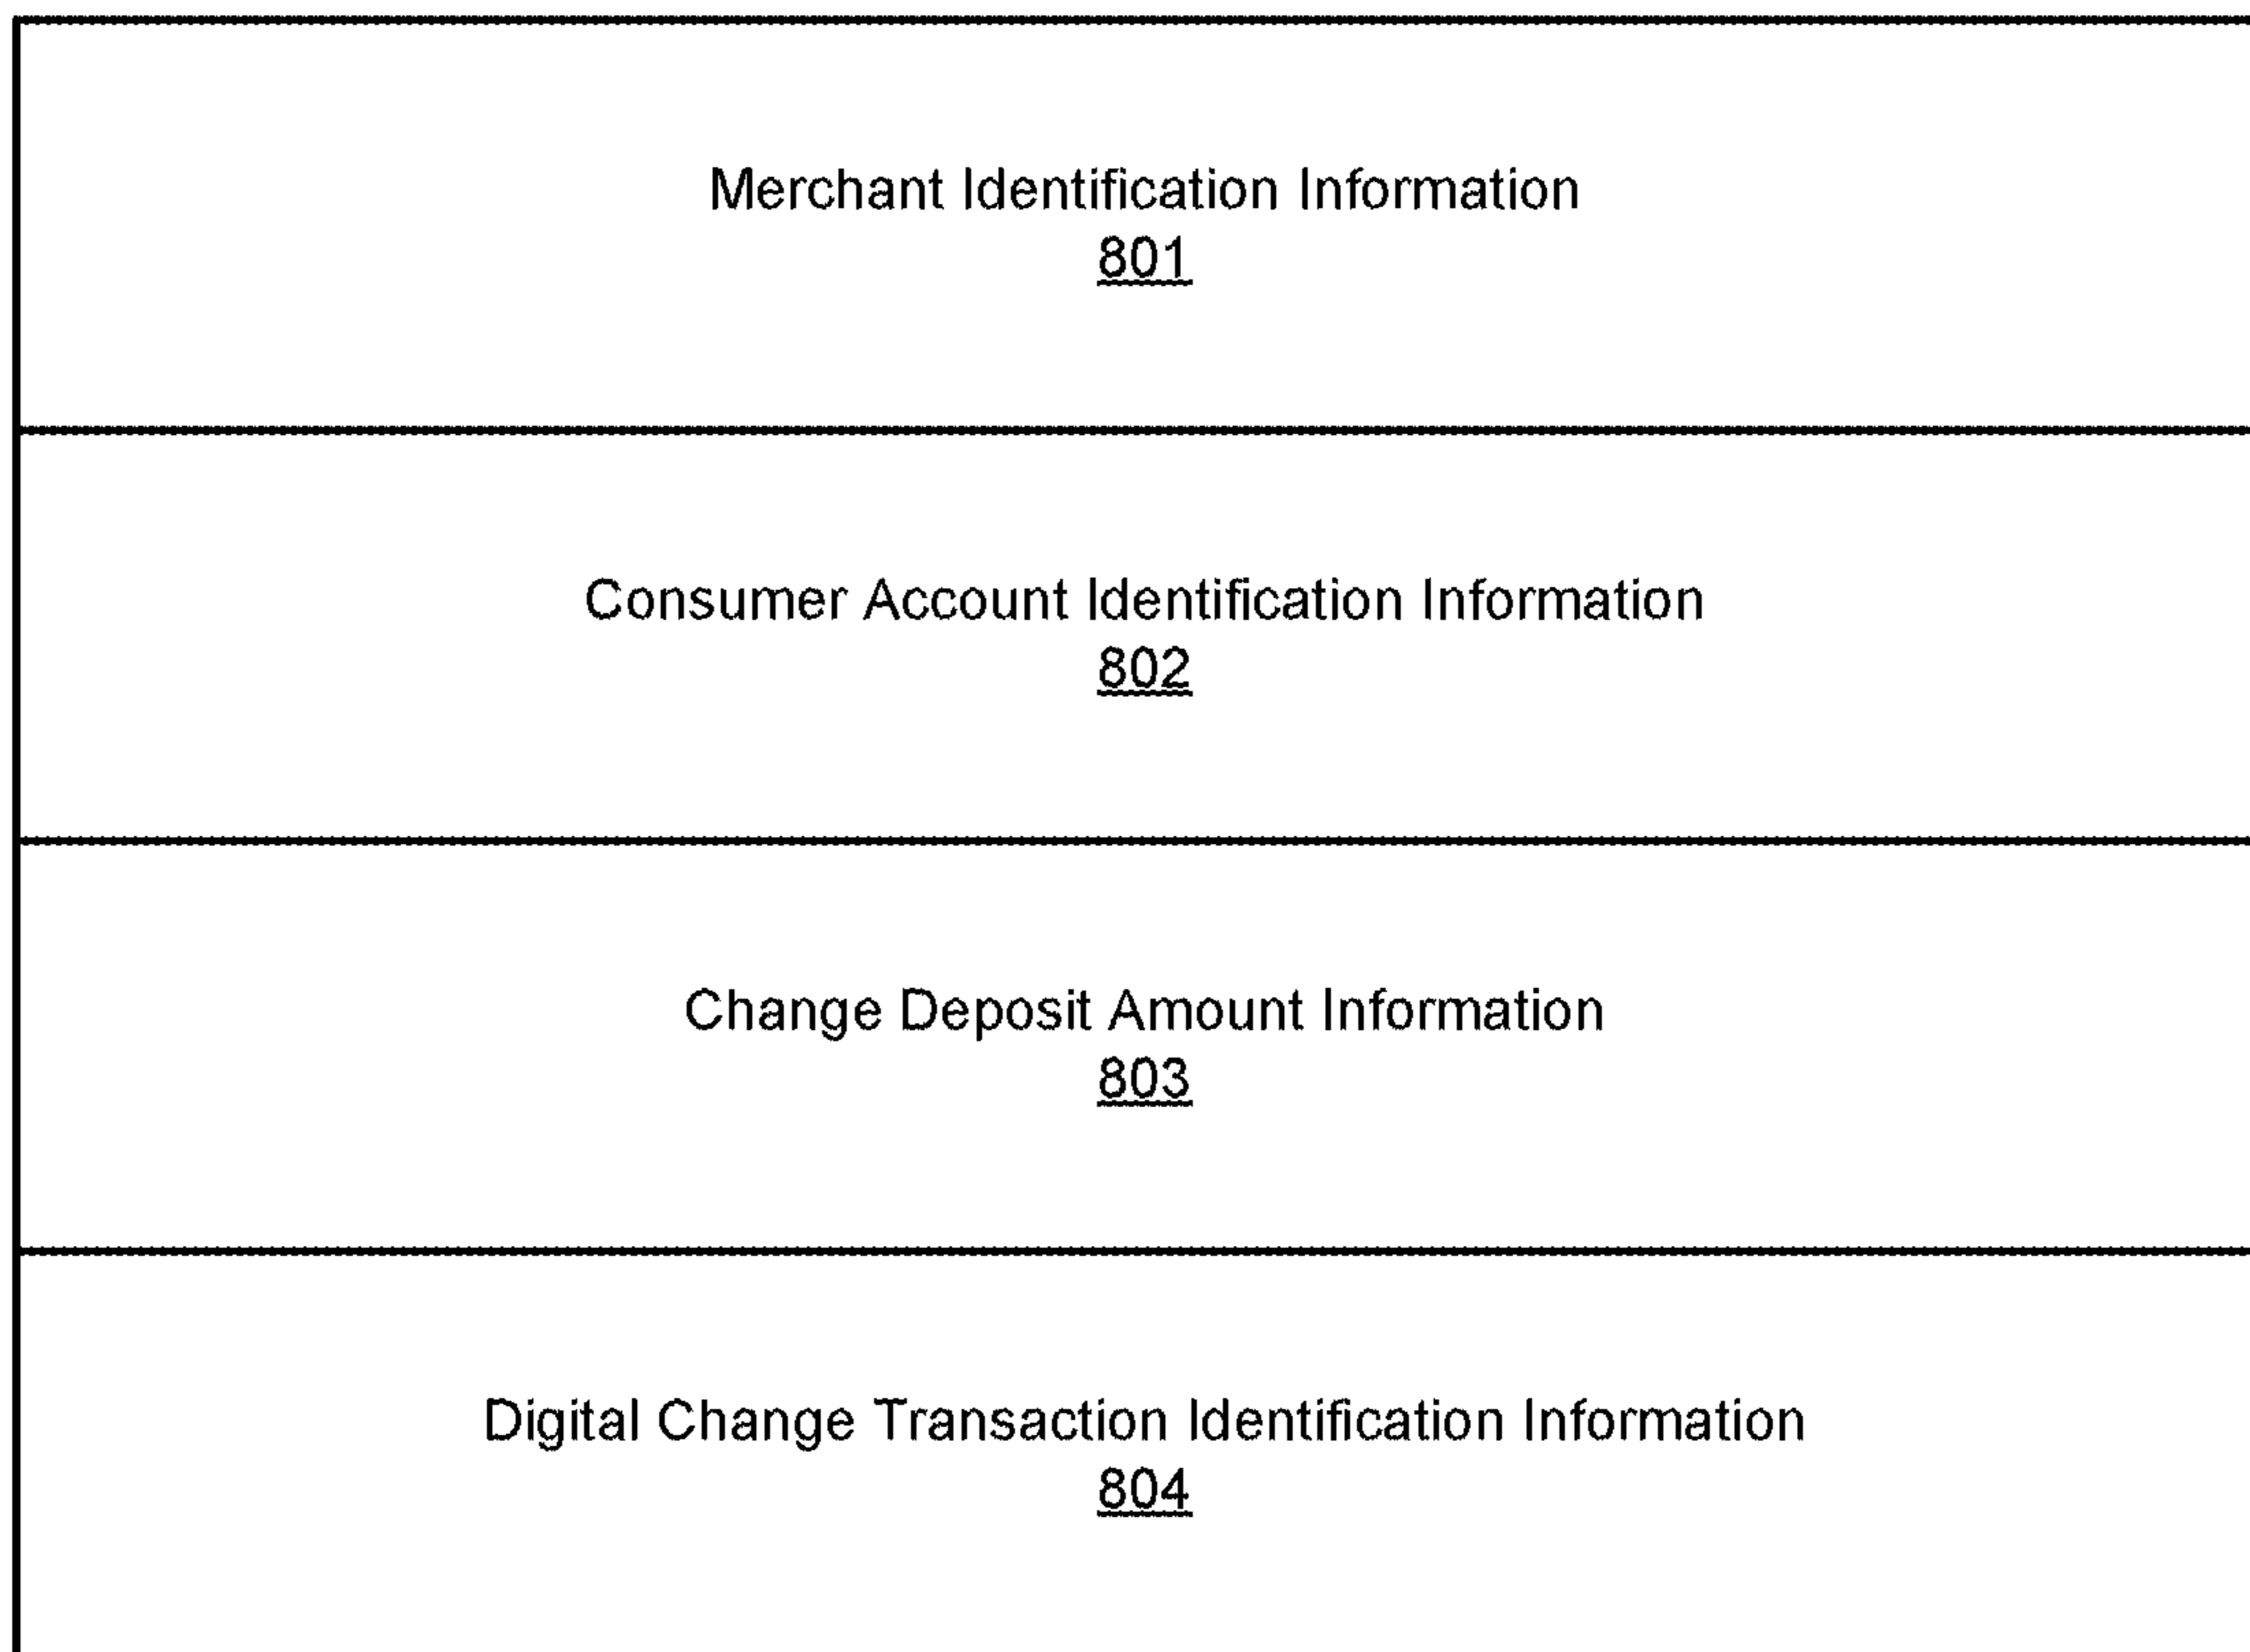 Merchant Identification Information
801
Consumer Account Identification Information
802
Change Deposit Amount Information
803
Digital Change Transaction Identification Information
804